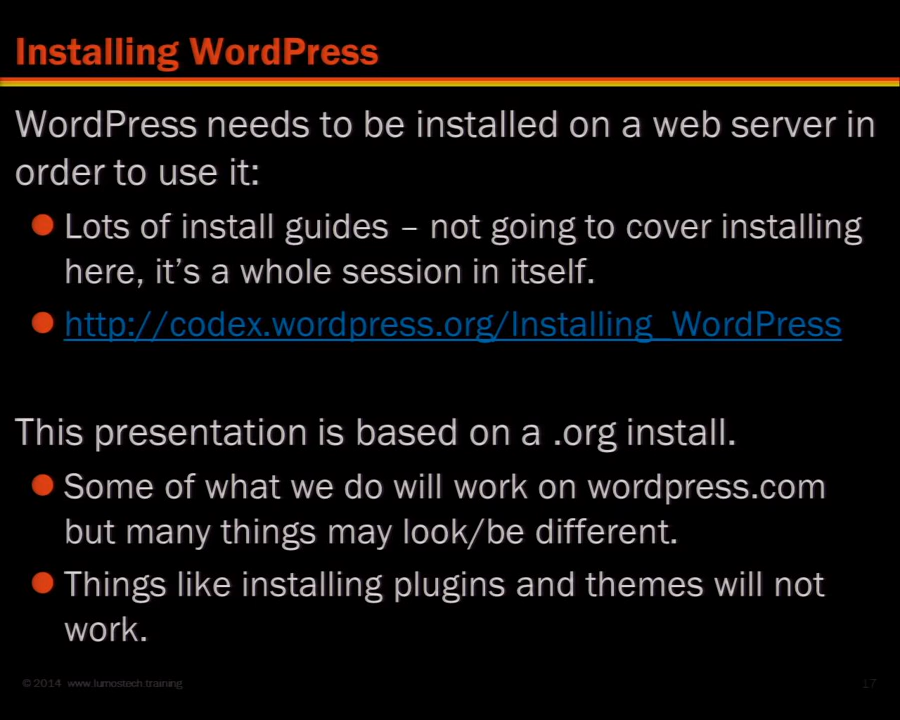 Installing WordPress
WordPress needs to be installed on a web server in
order to use it:
Lots of install guides – not going to cover installing
here, it's a whole session in itself.
http://codex.wordpress.org/Installing_WordPress
This presentation is based on a .org install.
Some of what we do will work on wordpress.com
but many things may look/be different.
Things like installing plugins and themes will not
work.
© 2014 www.lumostech.training
17